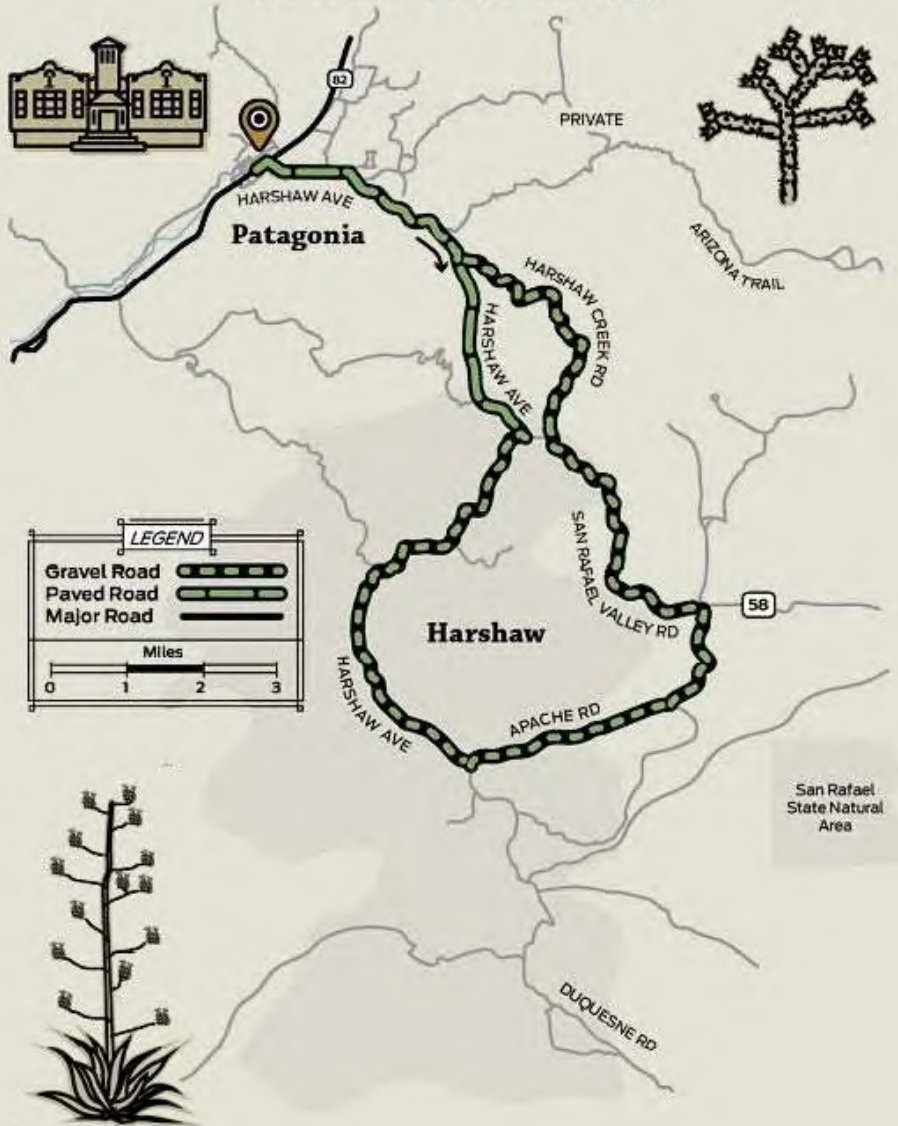 82
PRIVATE
HARSHAW AVE
Patagonia
ARIZONA TRAIL
HARSHAW CREEK RD
HARSHAW AVE
LEGEND
Gravel Road
Paved Road
Major Road
Miles
0 1 2 3
SAN RAFAEL VALLEY RD
58
Harshaw
HARSHAW AVE
APACHE RD
San Rafael
State Natural
Area
DUQUESNE RD